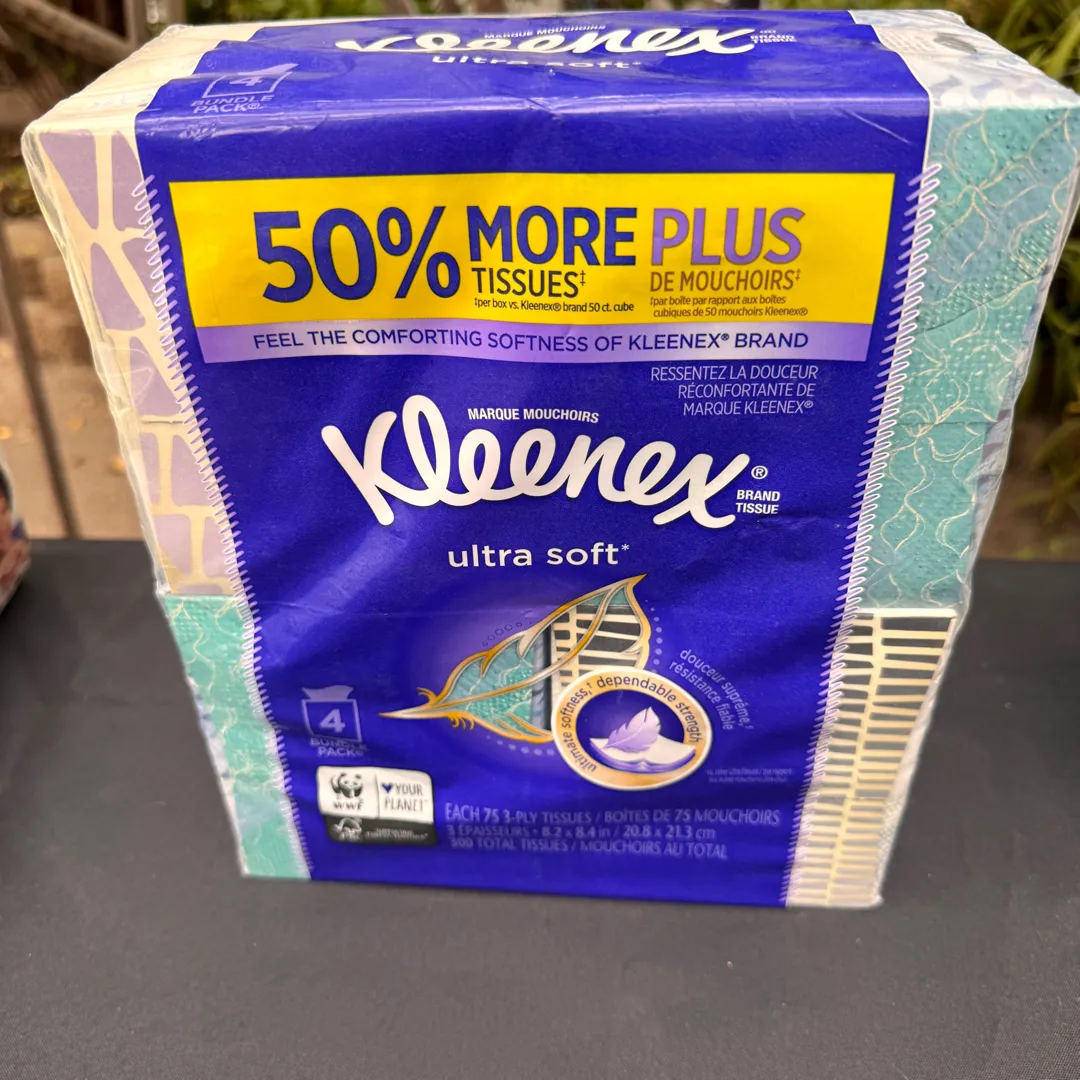 MARQUE MOUCHOIRS
Kleenex
BRAND
TISSUE
ultra soft*
4
BUNDLE
PACK®
50% MORE PLUS
TISSUES‡ DE MOUCHOIRS‡
‡per box vs. Kleenex® brand 50 ct. cube
‡par boîte par rapport aux boîtes
cubiques de 50 mouchoirs Kleenex®
FEEL THE COMFORTING SOFTNESS OF KLEENEX® BRAND
RESSENTEZ LA DOUCEUR
RÉCONFORTANTE DE
MARQUE KLEENEX®
MARQUE MOUCHOIRS
Kleenex®
BRAND
TISSUE
ultra soft*
douceur suprême,†
résistance fiable
ultimate softness,† dependable strength
4
BUNDLE
PACK®
WWF
♥YOUR
PLANET
EACH 75 3-PLY TISSUES / BOÎTES DE 75 MOUCHOIRS
3 ÉPAISSEURS • 8.2 x 8.4 in / 20.8 x 21.3 cm
300 TOTAL TISSUES / MOUCHOIRS AU TOTAL